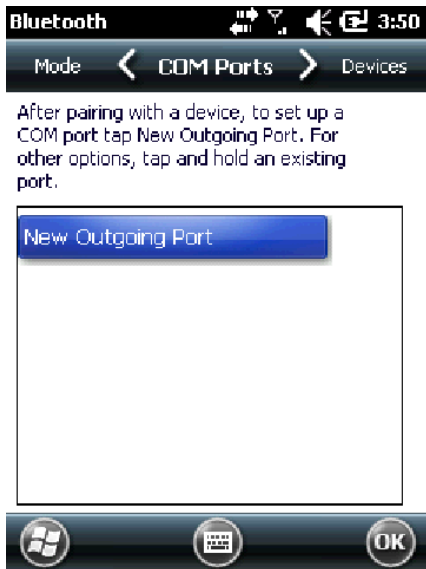 Bluetooth 3:50
Mode COM Ports Devices
After pairing with a device, to set up a
COM port tap New Outgoing Port. For
other options, tap and hold an existing
port.
New Outgoing Port
OK